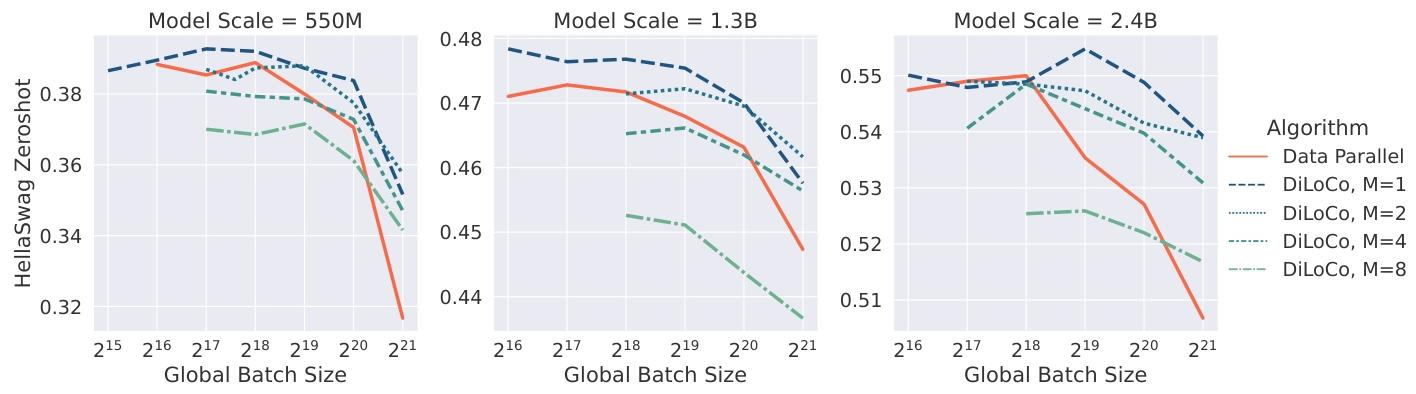 Model Scale = 550M
Model Scale = 1.3B
Model Scale = 2.4B
HellaSwag Zeroshot
0.38
0.36
0.34
0.32
2^15 2^16 2^17 2^18 2^19 2^20 2^21
Global Batch Size
0.48
0.47
0.46
0.45
0.44
2^16 2^17 2^18 2^19 2^20 2^21
Global Batch Size
0.55
0.54
0.53
0.52
0.51
2^16 2^17 2^18 2^19 2^20 2^21
Global Batch Size
Algorithm
Data Parallel
DiLoCo, M=1
DiLoCo, M=2
DiLoCo, M=4
DiLoCo, M=8